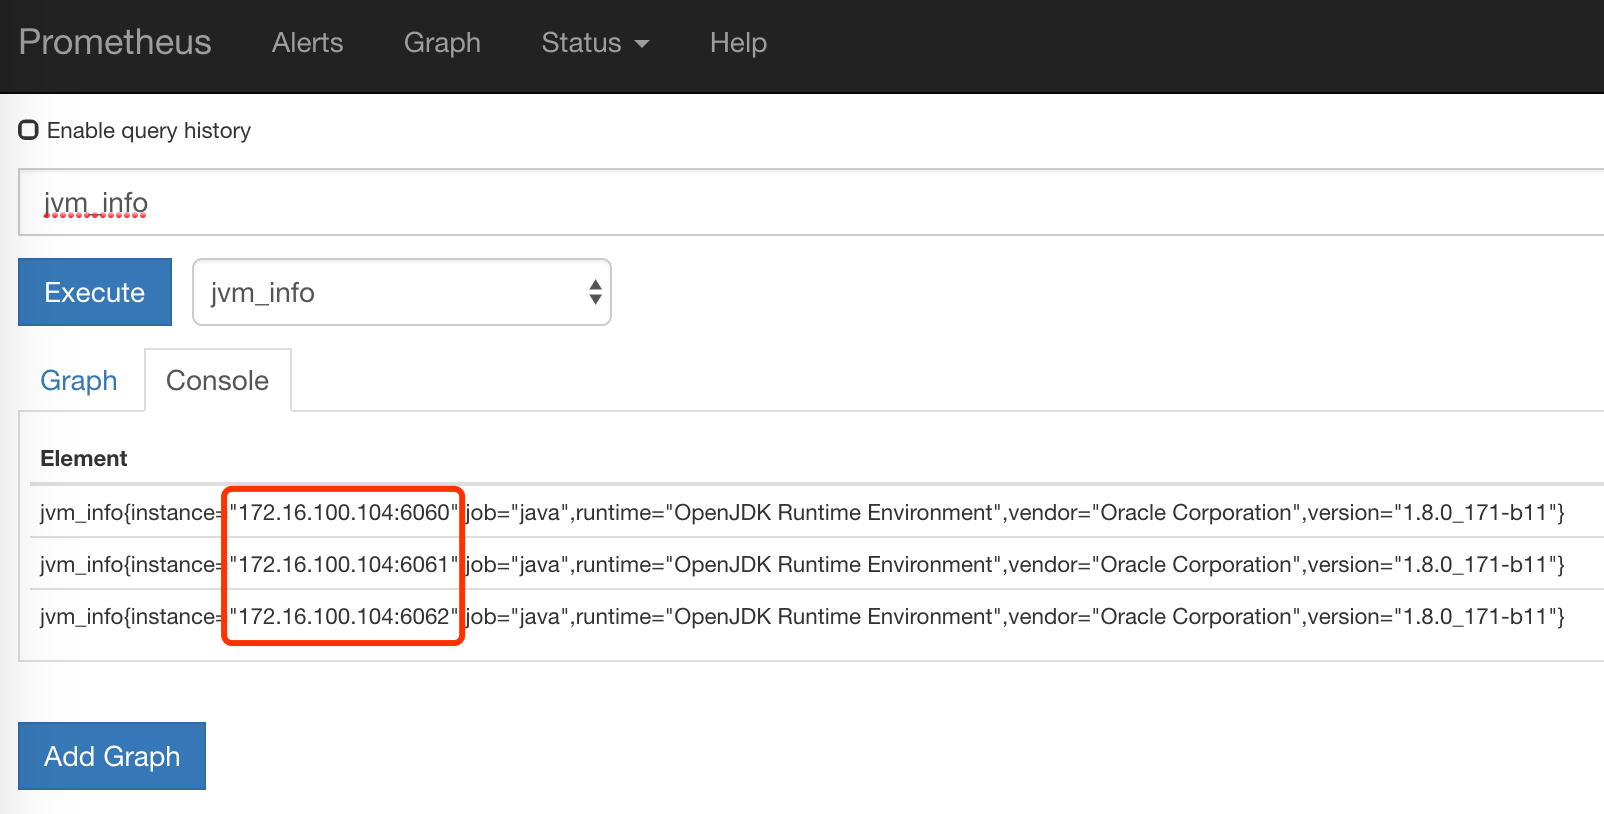 Prometheus Alerts Graph Status Help
Enable query history
jvm_info
Execute jvm_info
Graph Console
Element
jvm_info{instance="172.16.100.104:6060" job="java",runtime="OpenJDK Runtime Environment",vendor="Oracle Corporation",version="1.8.0_171-b11"}
jvm_info{instance="172.16.100.104:6061" job="java",runtime="OpenJDK Runtime Environment",vendor="Oracle Corporation",version="1.8.0_171-b11"}
jvm_info{instance="172.16.100.104:6062" job="java",runtime="OpenJDK Runtime Environment",vendor="Oracle Corporation",version="1.8.0_171-b11"}
Add Graph